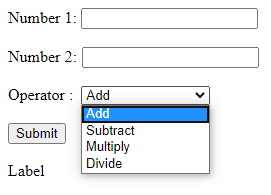 Number 1:
Number 2:
Operator : Add
Add
Subtract
Multiply
Divide
Submit
Label